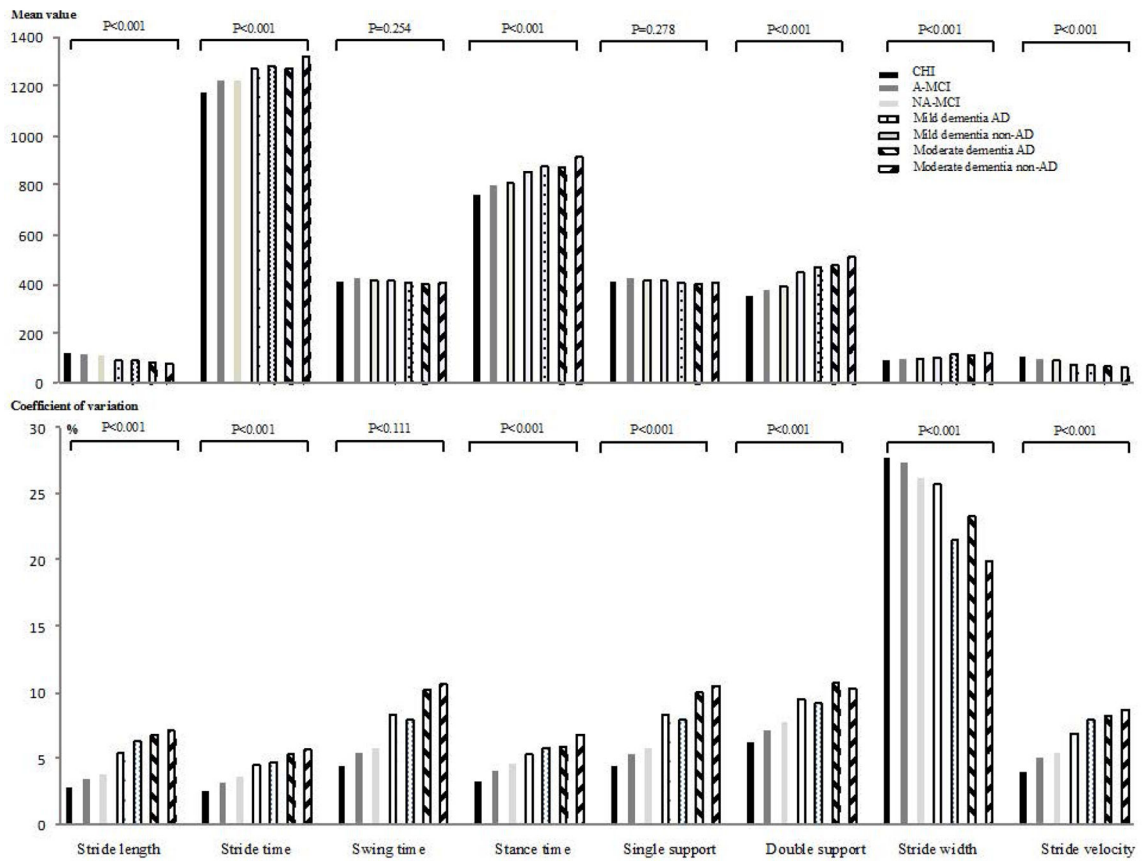 Mean value
P<0.001 P<0.001 P=0.254 P<0.001 P=0.278 P<0.001 P<0.001 P<0.001
1400
1200
1000
800
600
400
200
0
CHI
A-MCI
NA-MCI
Mild dementia AD
Mild dementia non-AD
Moderate dementia AD
Moderate dementia non-AD
Coefficient of variation
% P<0.001 P<0.001 P<0.111 P<0.001 P<0.001 P<0.001 P<0.001 P<0.001
30
25
20
15
10
5
0
Stride length Stride time Swing time Stance time Single support Double support Stride width Stride velocity